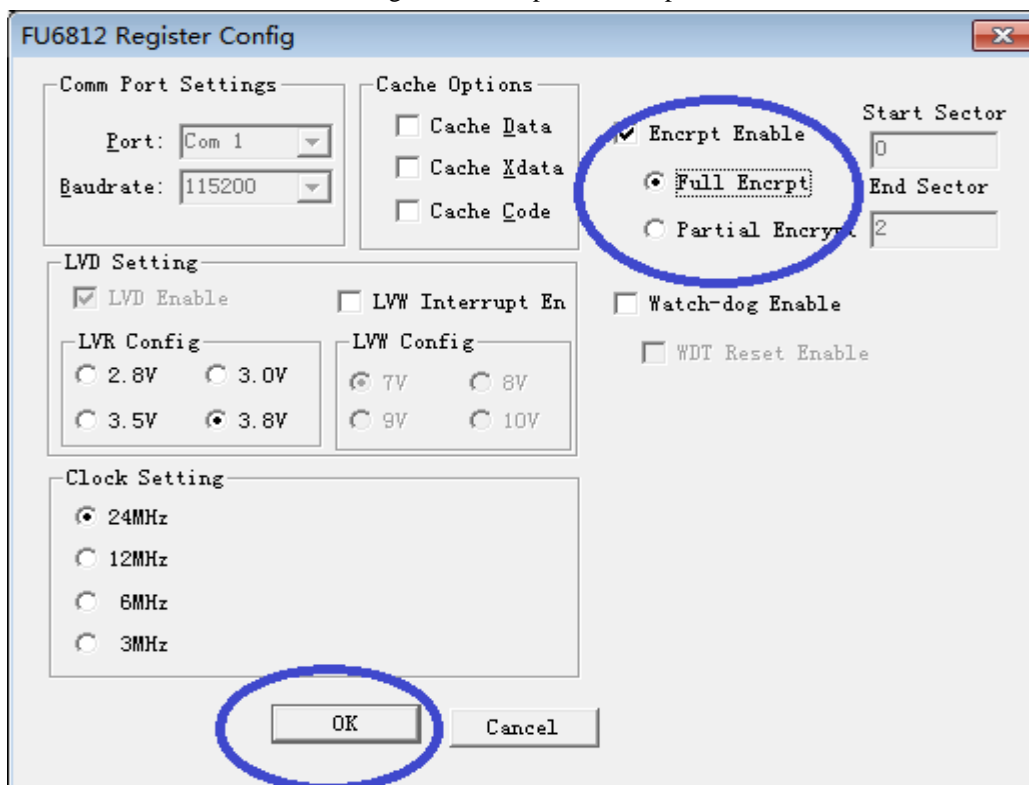 FU6812 Register Config
Comm Port Settings
Port: Com 1
Baudrate: 115200
Cache Options
Cache Data
Cache Xdata
Cache Code
Encrpt Enable
Full Encrpt
Partial Encrypt
Start Sector
0
End Sector
2
LVD Setting
LVD Enable
LVW Interrupt En
LVR Config
2.8V 3.0V
3.5V 3.8V
LVW Config
7V 8V
9V 10V
Watch-dog Enable
WDT Reset Enable
Clock Setting
24MHz
12MHz
6MHz
3MHz
OK
Cancel